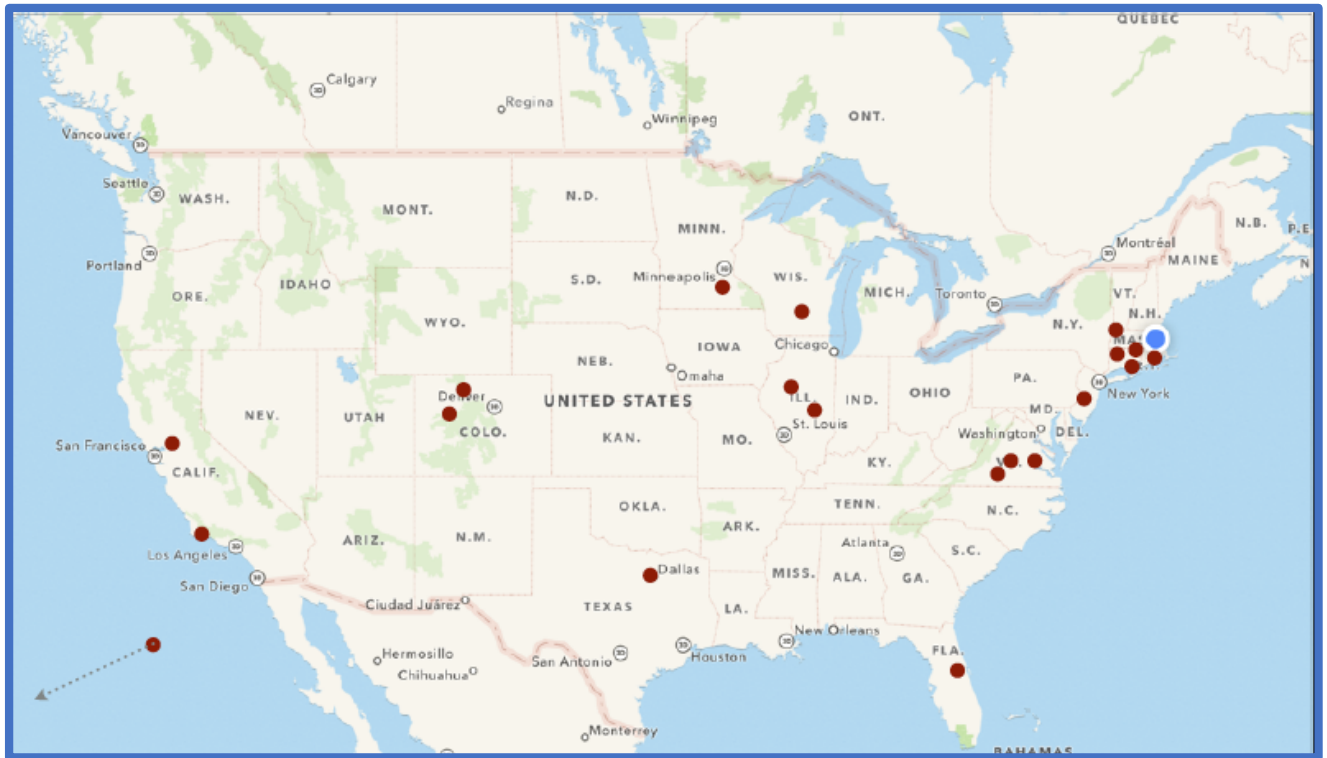 QUEBEC
Calgary
Regina
Winnipeg
ONT.
Vancouver
Seattle
WASH.
MONT.
N.D.
MINN.
N.B.
P.E
Montréal
MAINE
N
Portland
ORE.
IDAHO
S.D.
Minneapolis
WIS.
MICH.
Toronto
VT.
N.H.
N.Y.
WYO.
IOWA
Chicago
NEB.
Omaha
PA.
New York
Denver
UNITED STATES
ILL.
IND.
OHIO
MD.
NEV.
UTAH
COLO.
KAN.
MO.
St. Louis
Washington
DEL.
San Francisco
CALIF.
KY.
OKLA.
TENN.
N.C.
ARIZ.
N.M.
ARK.
Atlanta
S.C.
Los Angeles
San Diego
Dallas
MISS.
ALA.
GA.
Ciudad Juárez
TEXAS
LA.
New Orleans
Hermosillo
Chihuahua
San Antonio
Houston
FLA.
Monterrey
BAHAMAS